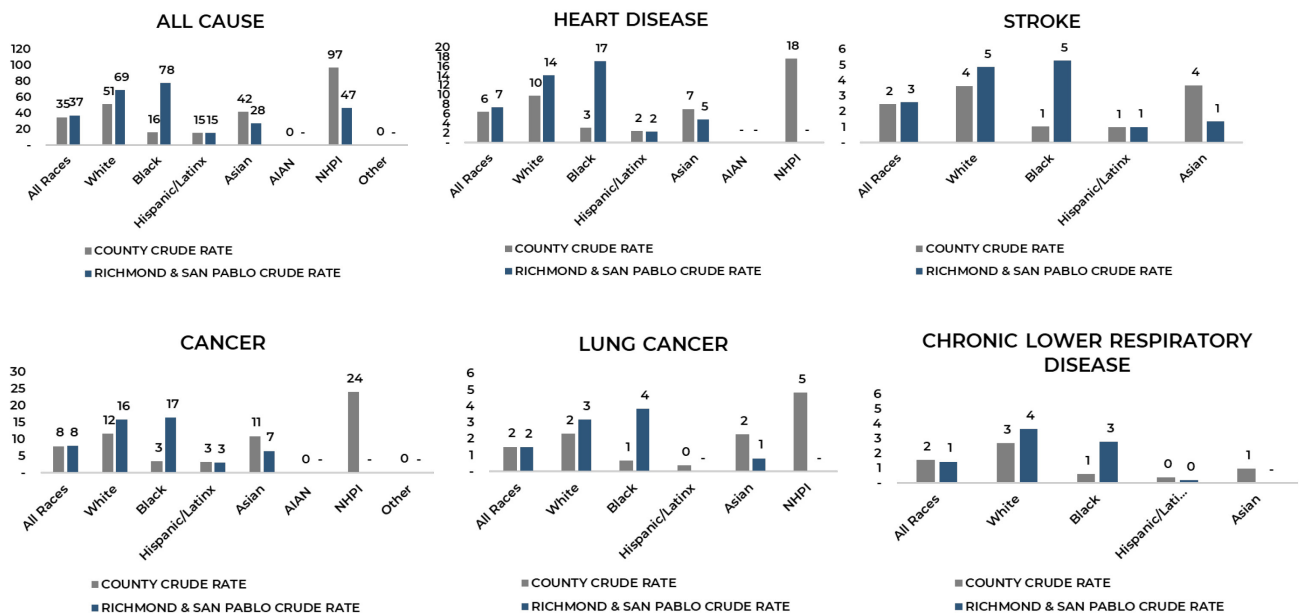 ALL CAUSE
120
100
80
60
40
20
-
35 37
51 69
16 78
15 15
42 28
0 -
97 47
0 -
All Races
White
Black
Hispanic/Latinx
Asian
AIAN
NHPI
Other
COUNTY CRUDE RATE
RICHMOND & SAN PABLO CRUDE RATE
HEART DISEASE
20
18
16
14
12
10
8
6
4
2
-
6 7
10 14
3 17
2 2
7 5
- -
18 -
All Races
White
Black
Hispanic/Latinx
Asian
AIAN
NHPI
COUNTY CRUDE RATE
RICHMOND & SAN PABLO CRUDE RATE
STROKE
6
5
4
3
2
1
-
2 3
4 5
1 5
1 1
4 1
All Races
White
Black
Hispanic/Latinx
Asian
COUNTY CRUDE RATE
RICHMOND & SAN PABLO CRUDE RATE
CANCER
30
25
20
15
10
5
-
8 8
12 16
3 17
3 3
11 7
0 -
24 -
0 -
All Races
White
Black
Hispanic/Latinx
Asian
AIAN
NHPI
Other
COUNTY CRUDE RATE
RICHMOND & SAN PABLO CRUDE RATE
LUNG CANCER
6
5
4
3
2
1
-
2 2
2 3
1 4
0 -
2 1
5 -
All Races
White
Black
Hispanic/Latinx
Asian
NHPI
COUNTY CRUDE RATE
RICHMOND & SAN PABLO CRUDE RATE
CHRONIC LOWER RESPIRATORY
DISEASE
6
5
4
3
2
1
-
2 1
3 4
1 3
0 0
1 -
All Races
White
Black
Hispanic/Lati...
Asian
COUNTY CRUDE RATE
RICHMOND & SAN PABLO CRUDE RATE